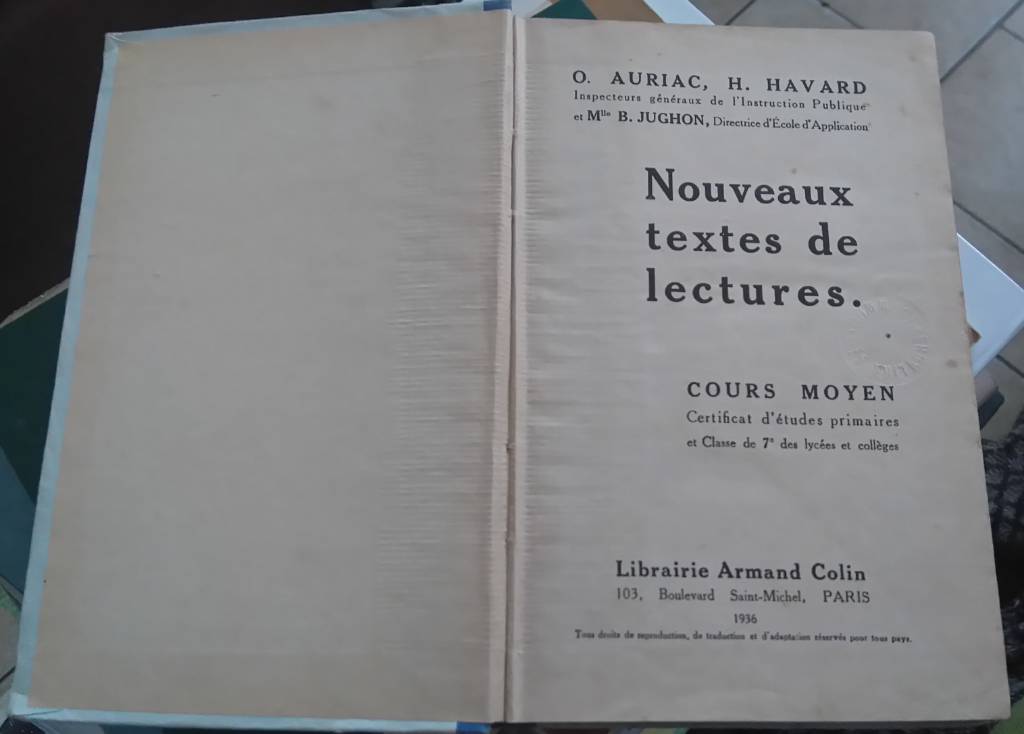 O. AURIAC, H. HAVARD
Inspecteurs généraux de l'Instruction Publique
et Mlle B. JUGHON, Directrice d'École d'Application
Nouveaux
textes de
lectures.
COURS MOYEN
Certificat d'études primaires
et Classe de 7e des lycées et collèges
Librairie Armand Colin
103, Boulevard Saint-Michel, PARIS
1936
Tous droits de reproduction, de traduction et d'adaptation réservés pour tous pays.